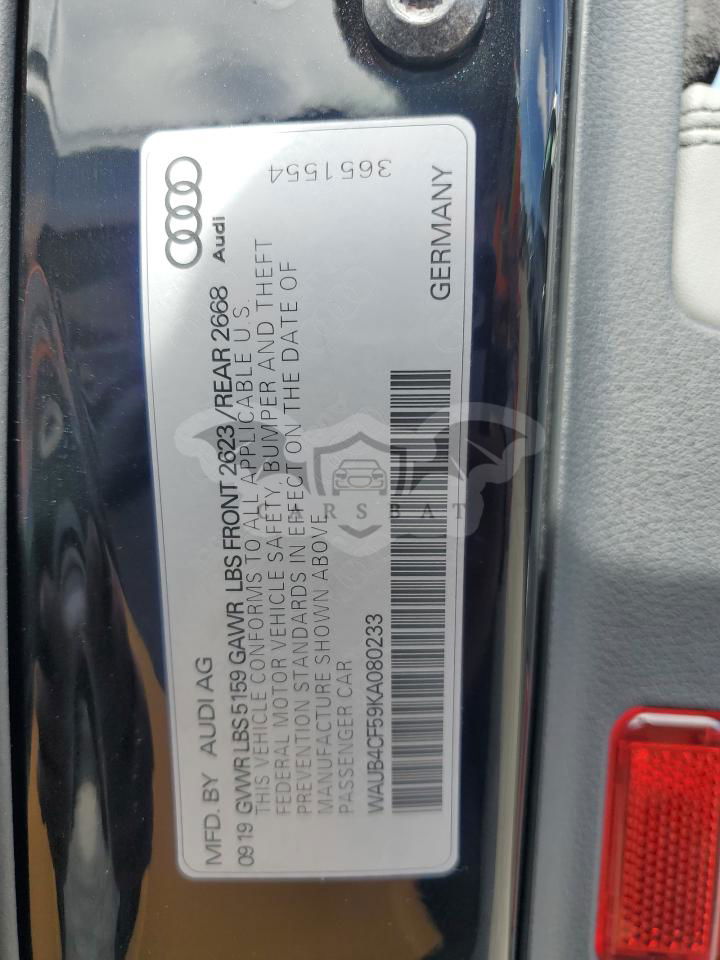 MFD. BY AUDI AG
Audi
09 19 GVWR LBS 5159 GAWR LBS FRONT 2623 /REAR 2668
THIS VEHICLE CONFORMS TO ALL APPLICABLE U.S.
FEDERAL MOTOR VEHICLE SAFETY, BUMPER AND THEFT
PREVENTION STANDARDS IN EFFECT ON THE DATE OF
MANUFACTURE SHOWN ABOVE
PASSENGER CAR
3651554
WAUB4CF59KA080233
GERMANY
CARSBAT